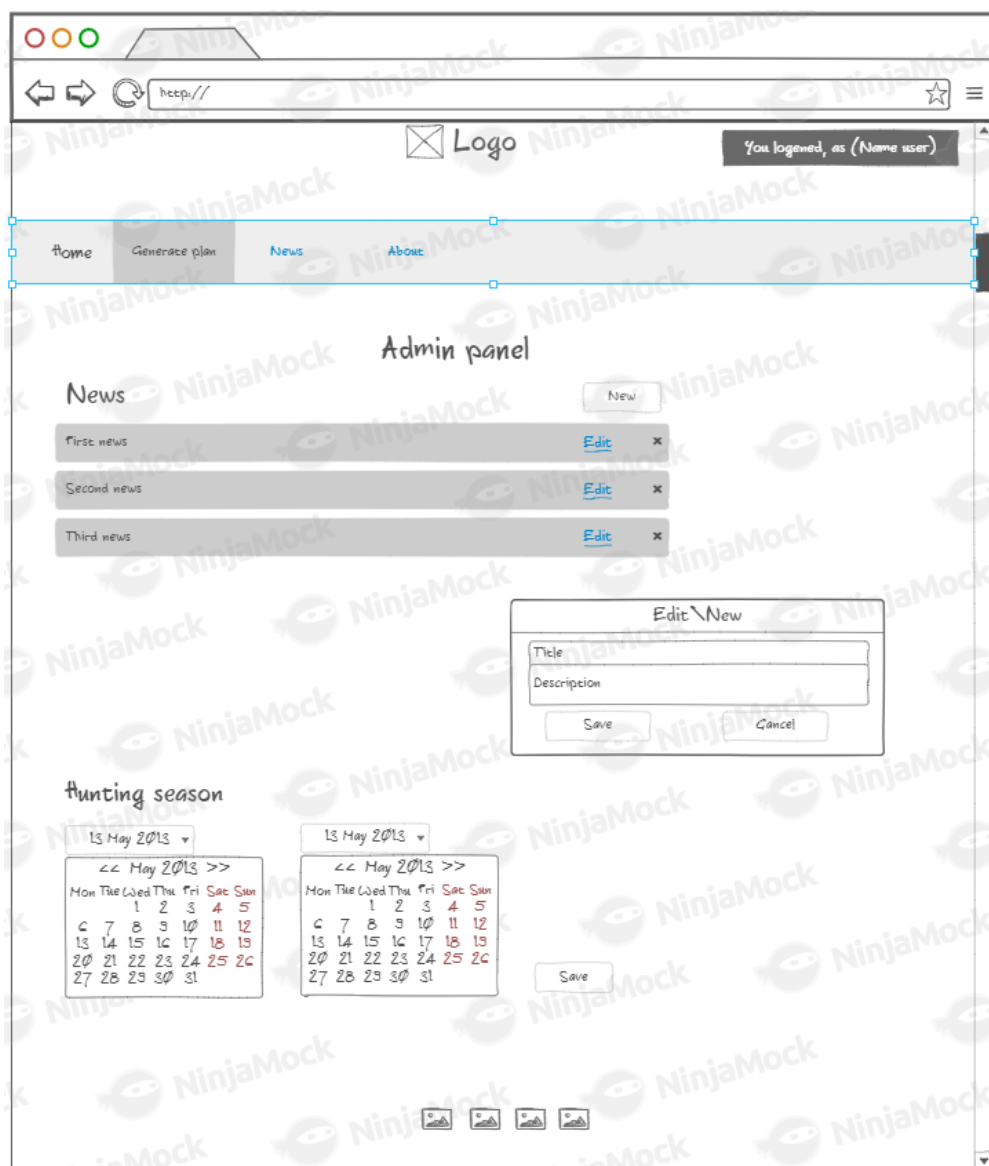 http://
Logo
You logened, as (Name user)
Home Generate plan News About
Admin panel
News New
First news Edit ×
Second news Edit ×
Third news Edit ×
Edit\New
Title
Description
Save Cancel
Hunting season
13 May 2013 13 May 2013
<< May 2013 >> << May 2013 >>
Mon Tue Wed Thu Fri Sat Sun Mon Tue Wed Thu Fri Sat Sun
1 2 3 4 5 1 2 3 4 5
6 7 8 9 10 11 12 6 7 8 9 10 11 12
13 14 15 16 17 18 19 13 14 15 16 17 18 19
20 21 22 23 24 25 26 20 21 22 23 24 25 26
27 28 29 30 31 27 28 29 30 31
Save
NinjaMock